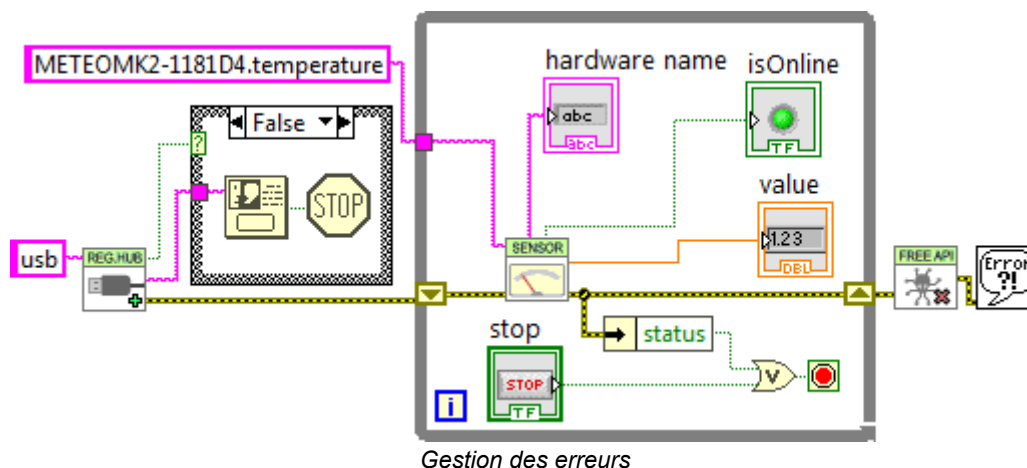 METEOMK2-1181D4.temperature
hardware name
isOnline
False
?
abc
abc
TF
STOP
value
1.23
DBL
usb
REG.HUB
SENSOR
FREE API
Error
?!
stop
status
STOP
TF
V
i
Gestion des erreurs